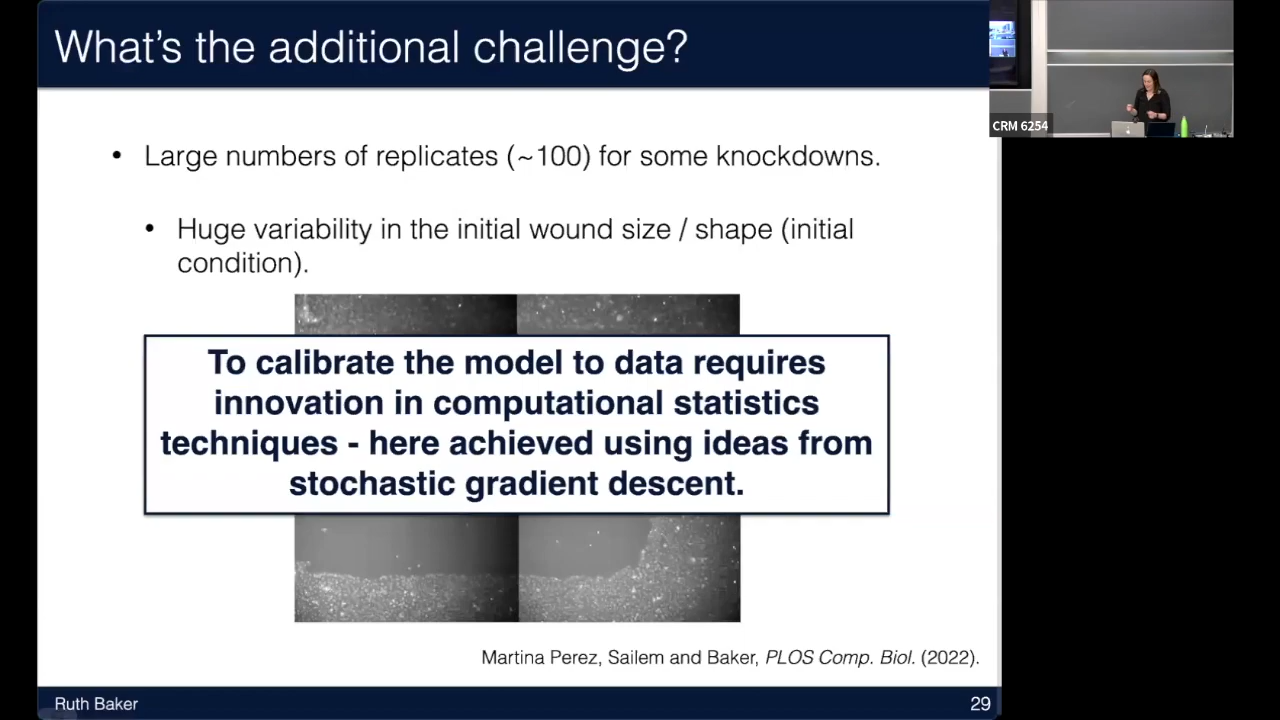 What's the additional challenge?
CRM 6254
• Large numbers of replicates (~100) for some knockdowns.
• Huge variability in the initial wound size / shape (initial
condition).
To calibrate the model to data requires
innovation in computational statistics
techniques - here achieved using ideas from
stochastic gradient descent.
Martina Perez, Sailem and Baker, PLOS Comp. Biol. (2022).
Ruth Baker
29